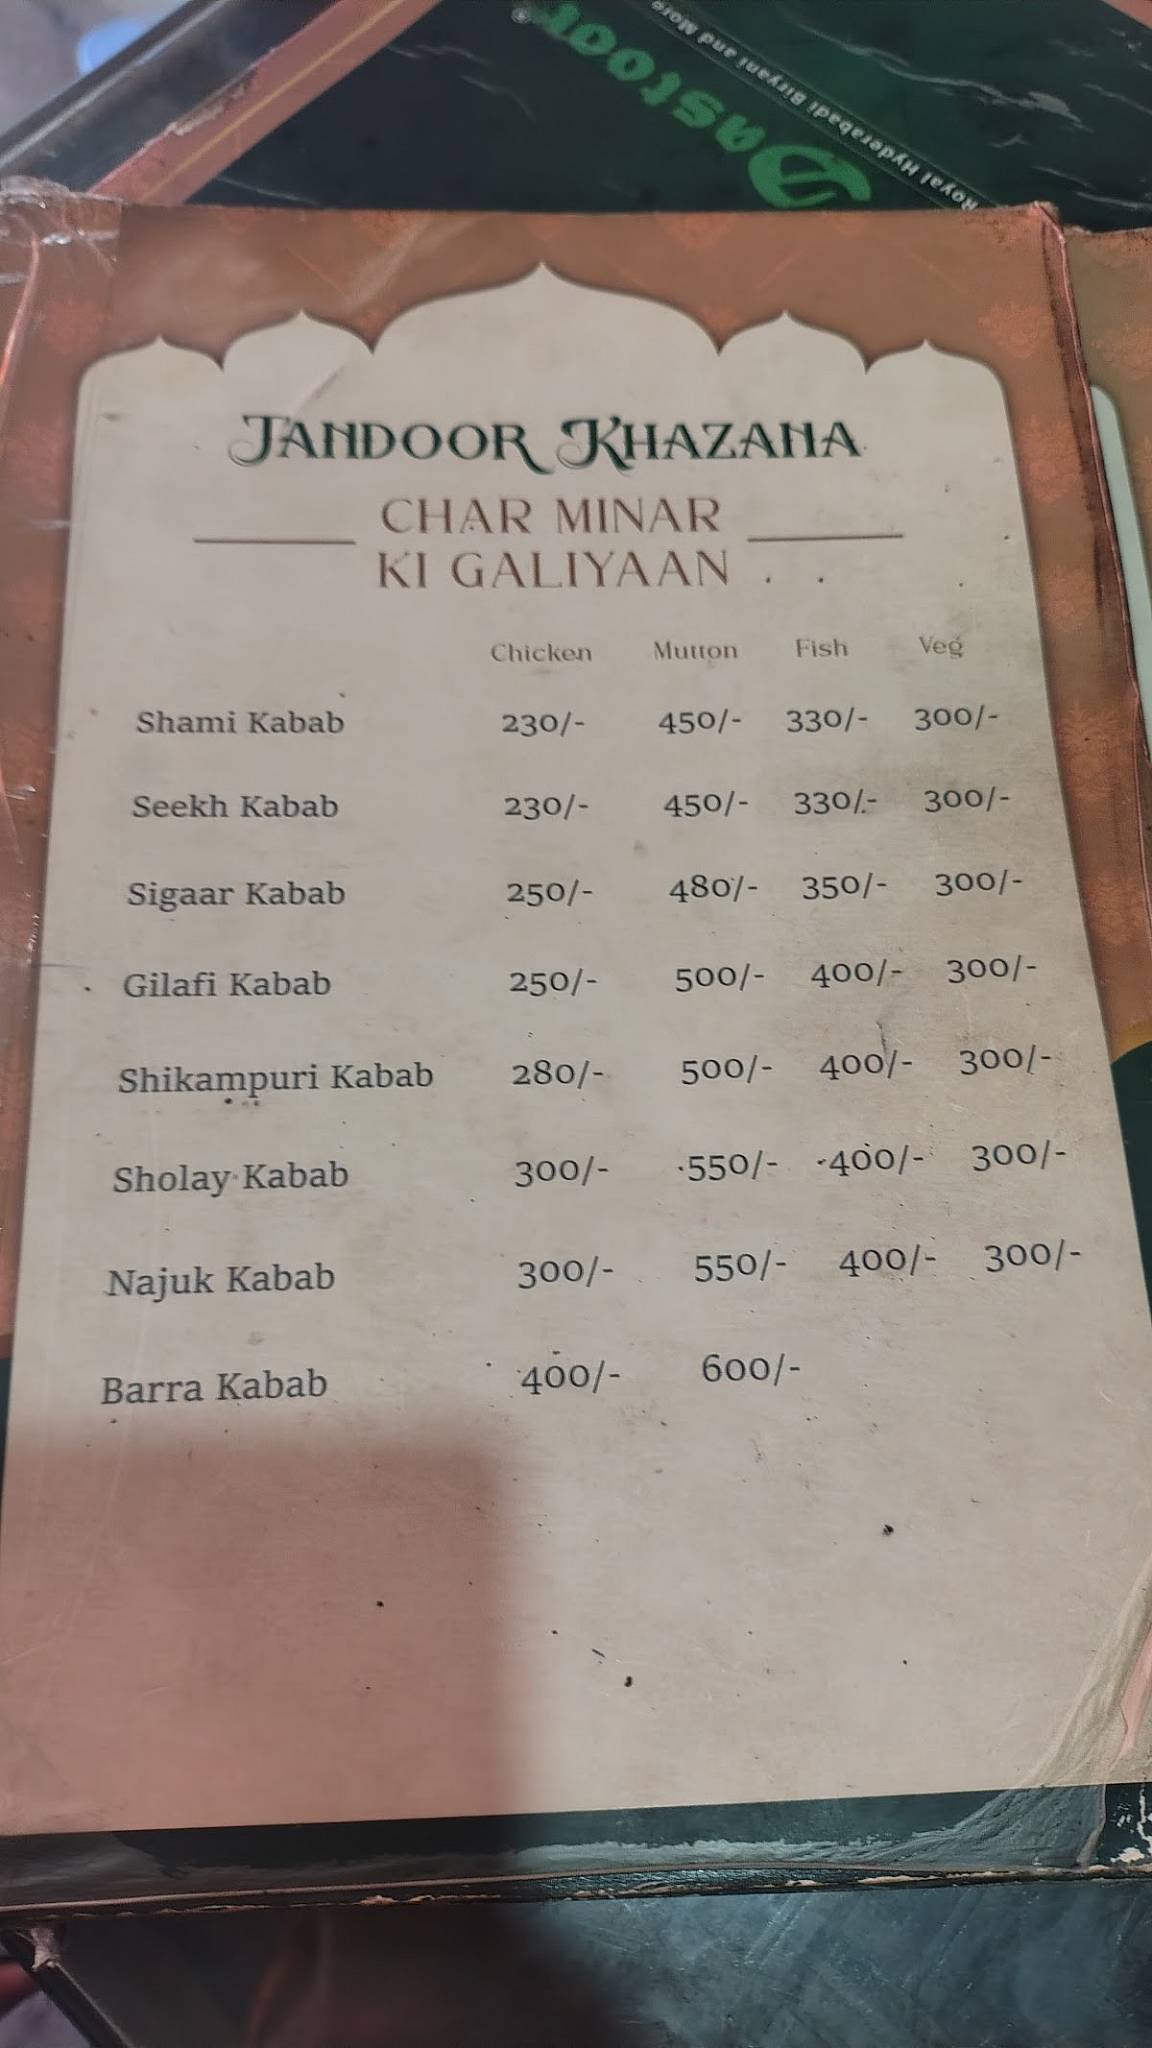 Dastoor®
Royal Hyderabadi Biryani and More
TANDOOR KHAZANA
CHAR MINAR
KI GALIYAAN
Chicken Mutton Fish Veg
Shami Kabab 230/- 450/- 330/- 300/-
Seekh Kabab 230/- 450/- 330/- 300/-
Sigaar Kabab 250/- 480/- 350/- 300/-
Gilafi Kabab 250/- 500/- 400/- 300/-
Shikampuri Kabab 280/- 500/- 400/- 300/-
Sholay Kabab 300/- 550/- 400/- 300/-
Najuk Kabab 300/- 550/- 400/- 300/-
Barra Kabab 400/- 600/-